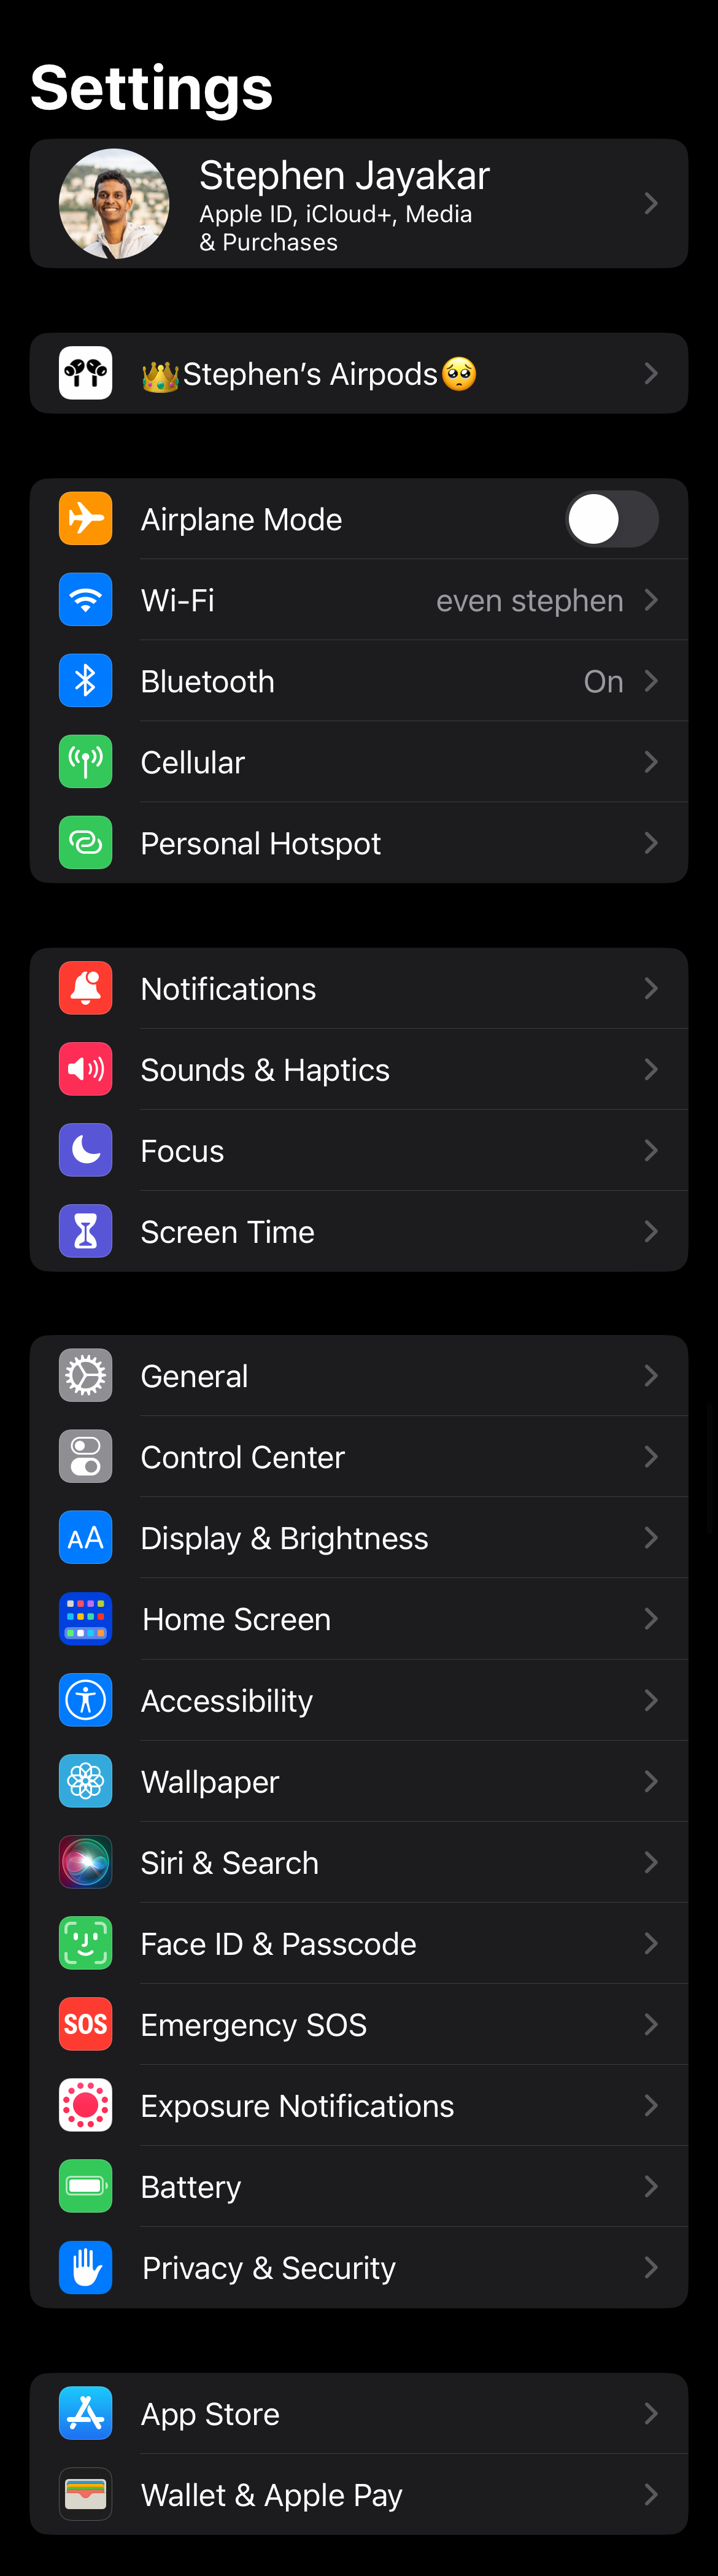 Settings
Stephen Jayakar
Apple ID, iCloud+, Media
& Purchases
👑Stephen’s Airpods🥺
Airplane Mode
Wi-Fi even stephen
Bluetooth On
Cellular
Personal Hotspot
Notifications
Sounds & Haptics
Focus
Screen Time
General
Control Center
AA Display & Brightness
Home Screen
Accessibility
Wallpaper
Siri & Search
Face ID & Passcode
SOS Emergency SOS
Exposure Notifications
Battery
Privacy & Security
App Store
Wallet & Apple Pay